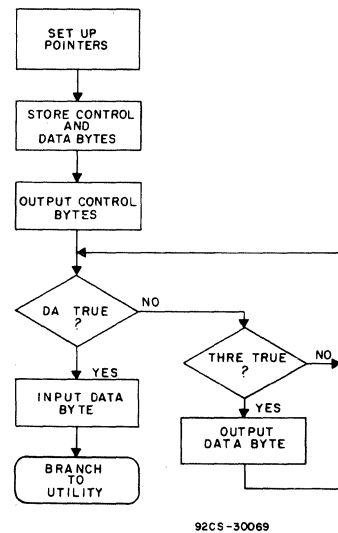 SET UP
POINTERS
STORE CONTROL
AND
DATA BYTES
OUTPUT CONTROL
BYTES
DA TRUE
?
NO
THRE TRUE
?
NO
YES
INPUT DATA
BYTE
YES
OUTPUT
DATA BYTE
BRANCH
TO
UTILITY
92CS-30069